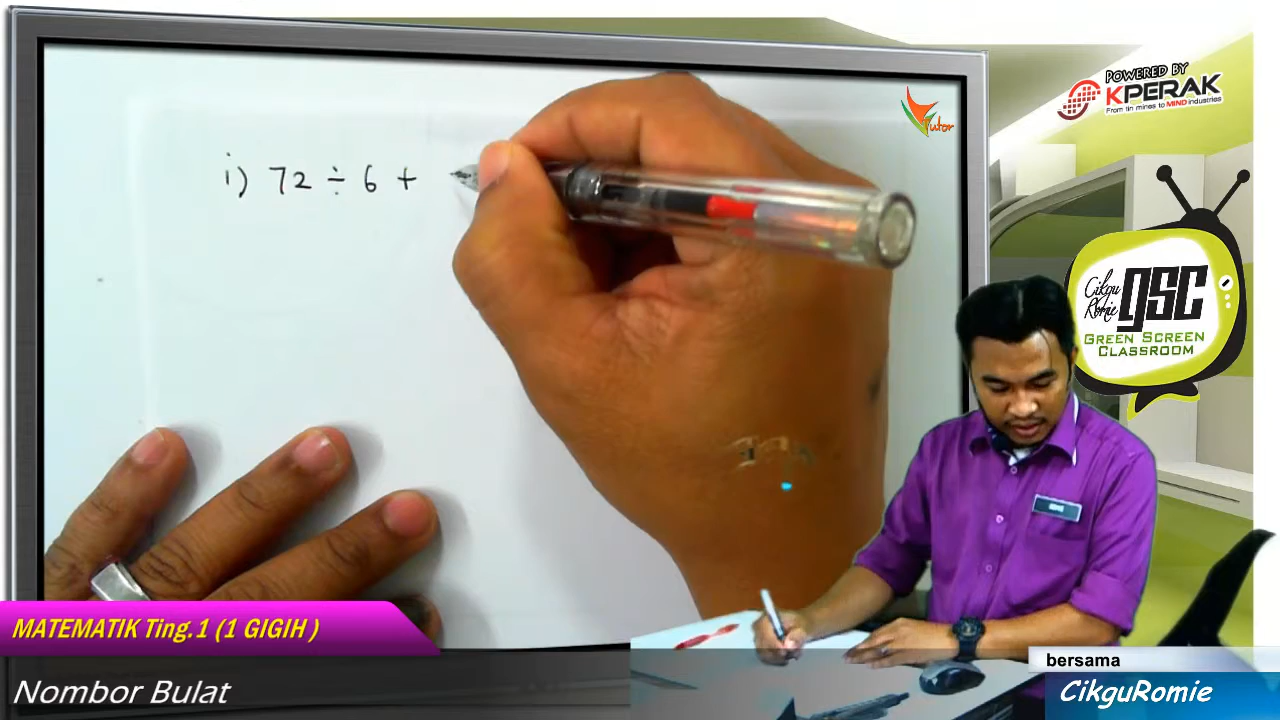 i) 72 ÷ 6 +
Tutor
POWERED BY
KPERAK
From tin mines to MIND industries
Cikgu
Romie
GSC
GREEN SCREEN
CLASSROOM
MATEMATIK Ting.1 (1 GIGIH )
Nombor Bulat
bersama
CikguRomie